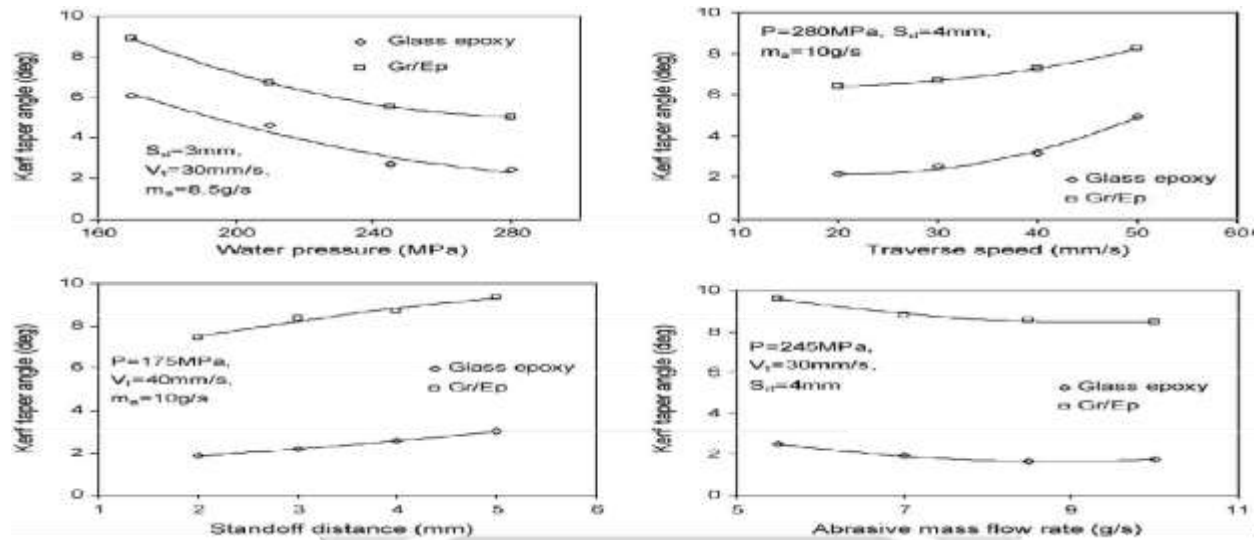 Kerf taper angle (deg)
10
8
6
4
2
0
Glass epoxy
Gr/Ep
Sd=3mm,
Vt=30mm/s,
ma=8.5g/s
160
200
240
280
Water pressure (MPa)
Kerf taper angle (deg)
10
8
6
4
2
0
P=280MPa, Sd=4mm,
ma=10g/s
Glass epoxy
Gr/Ep
10
20
30
40
50
60
Traverse speed (mm/s)
Kerf taper angle (deg)
10
8
6
4
2
0
P=175MPa,
Vt=40mm/s,
ma=10g/s
Glass epoxy
Gr/Ep
1
2
3
4
5
6
Standoff distance (mm)
Kerf taper angle (deg)
10
8
6
4
2
0
P=245MPa,
Vt=30mm/s,
Sd=4mm
Glass epoxy
Gr/Ep
5
7
9
11
Abrasive mass flow rate (g/s)